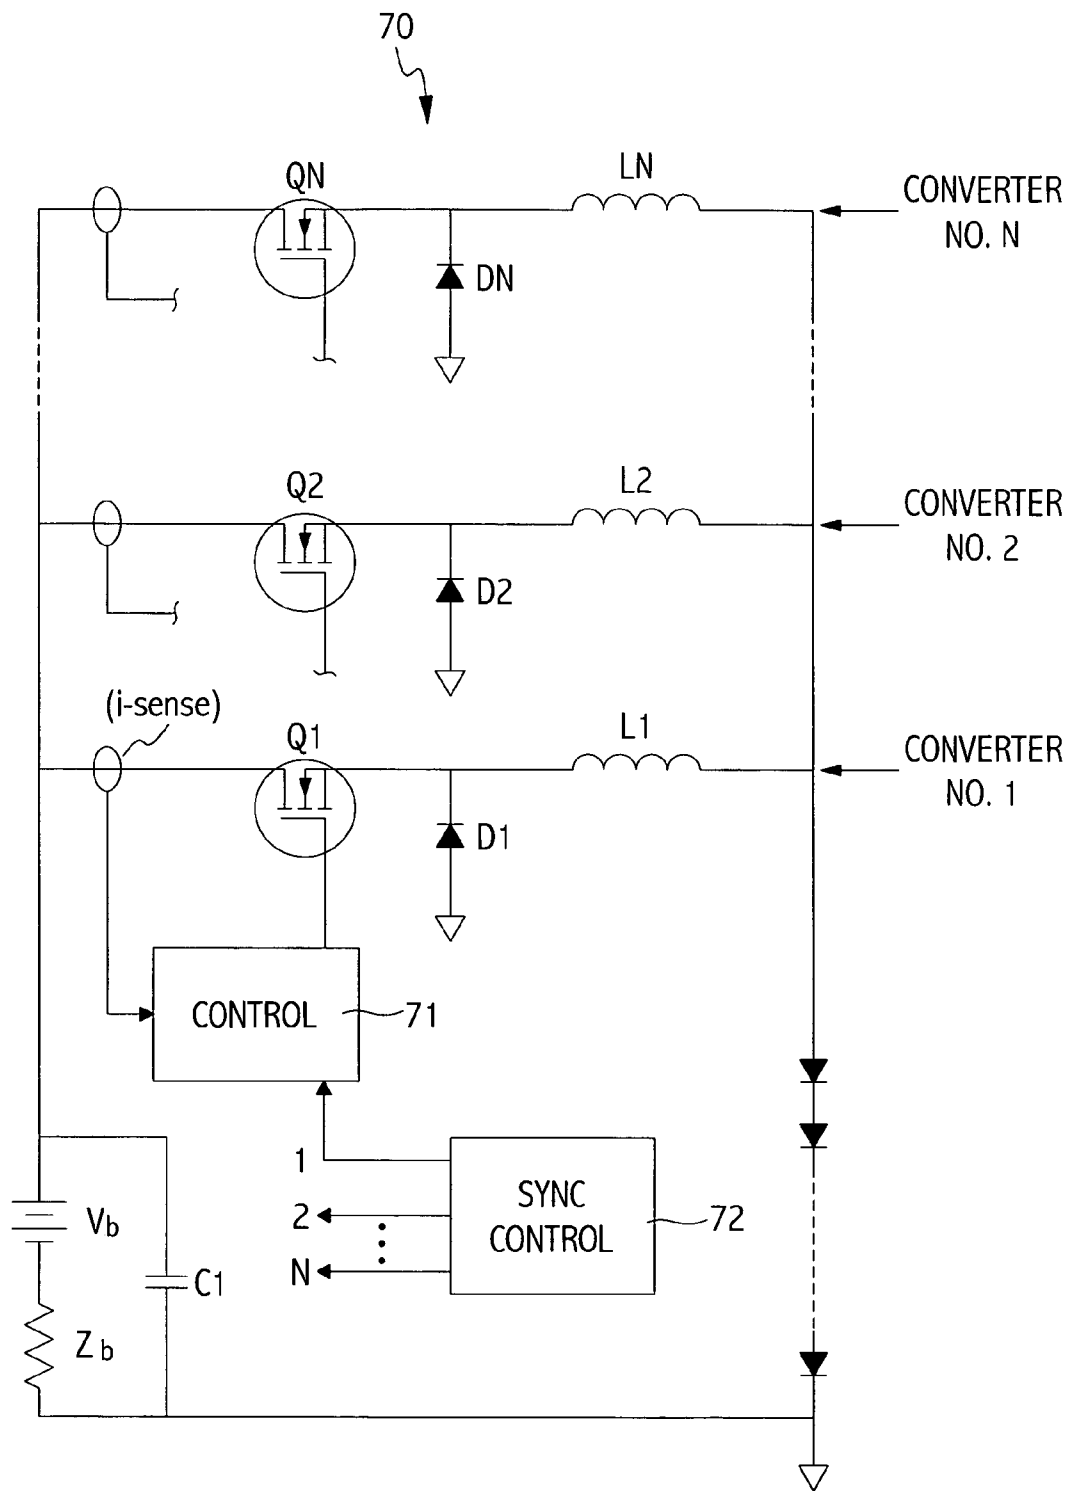 70
QN
LN
CONVERTER
NO. N
DN
Q2
L2
CONVERTER
NO. 2
D2
(i-sense)
Q1
L1
CONVERTER
NO. 1
D1
CONTROL
71
1
2
N
SYNC
CONTROL
72
Vb
C1
Zb